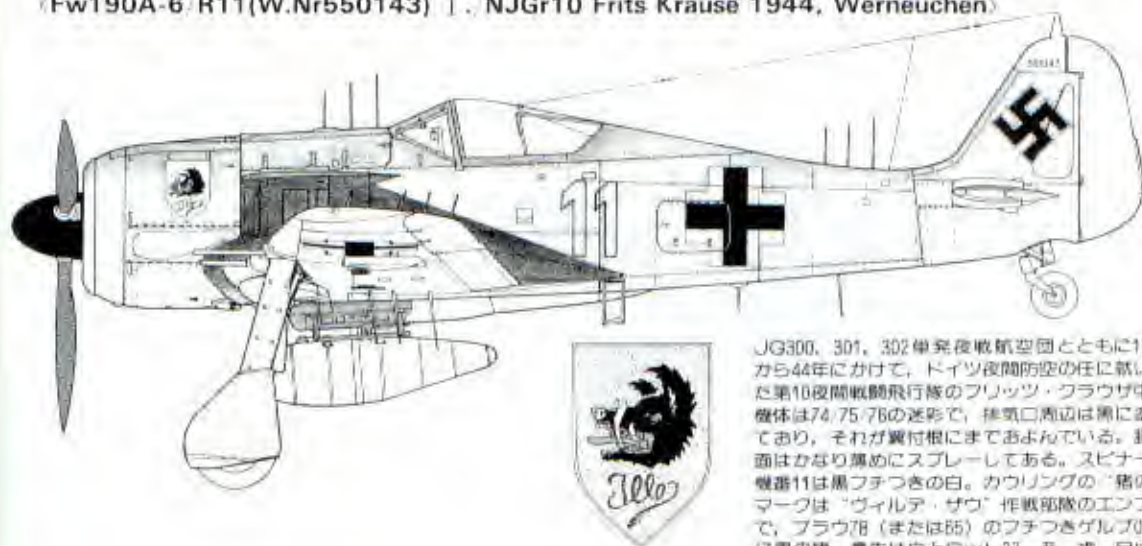 〈Fw190A-6/R11(W.Nr550143) 1./NJGr10 Frits Krause 1944, Werneuchen〉
550143
11
Illo
JG300, 301, 302単発夜戦航空団とともに1
から44年にかけて, ドイツ夜間防空の任に就い
た第10夜間戦闘飛行隊のフリッツ・クラウザ中
機体は74/75/76の迷彩で, 排気口周辺は黒に
ており, それが翼付根にまでおよんでいる。
面はかなり薄めにスプレーしてある。スピナー
機番11は黒フチつきの白。カウリングの"猪の
マークは"ヴィルデ・ザウ"作戦部隊のエンブ
で, ブラウ78 (または65) のフチつきゲルブ